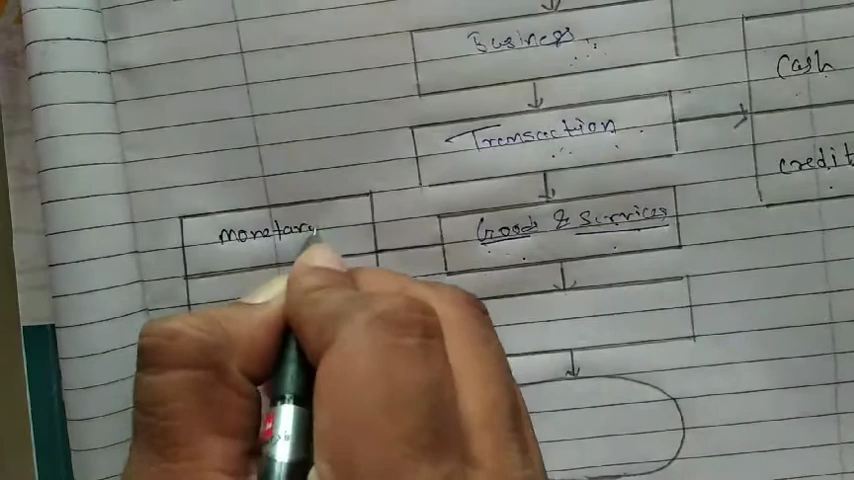 Business
Cash
Transaction
credit
Goods & Services
monetary